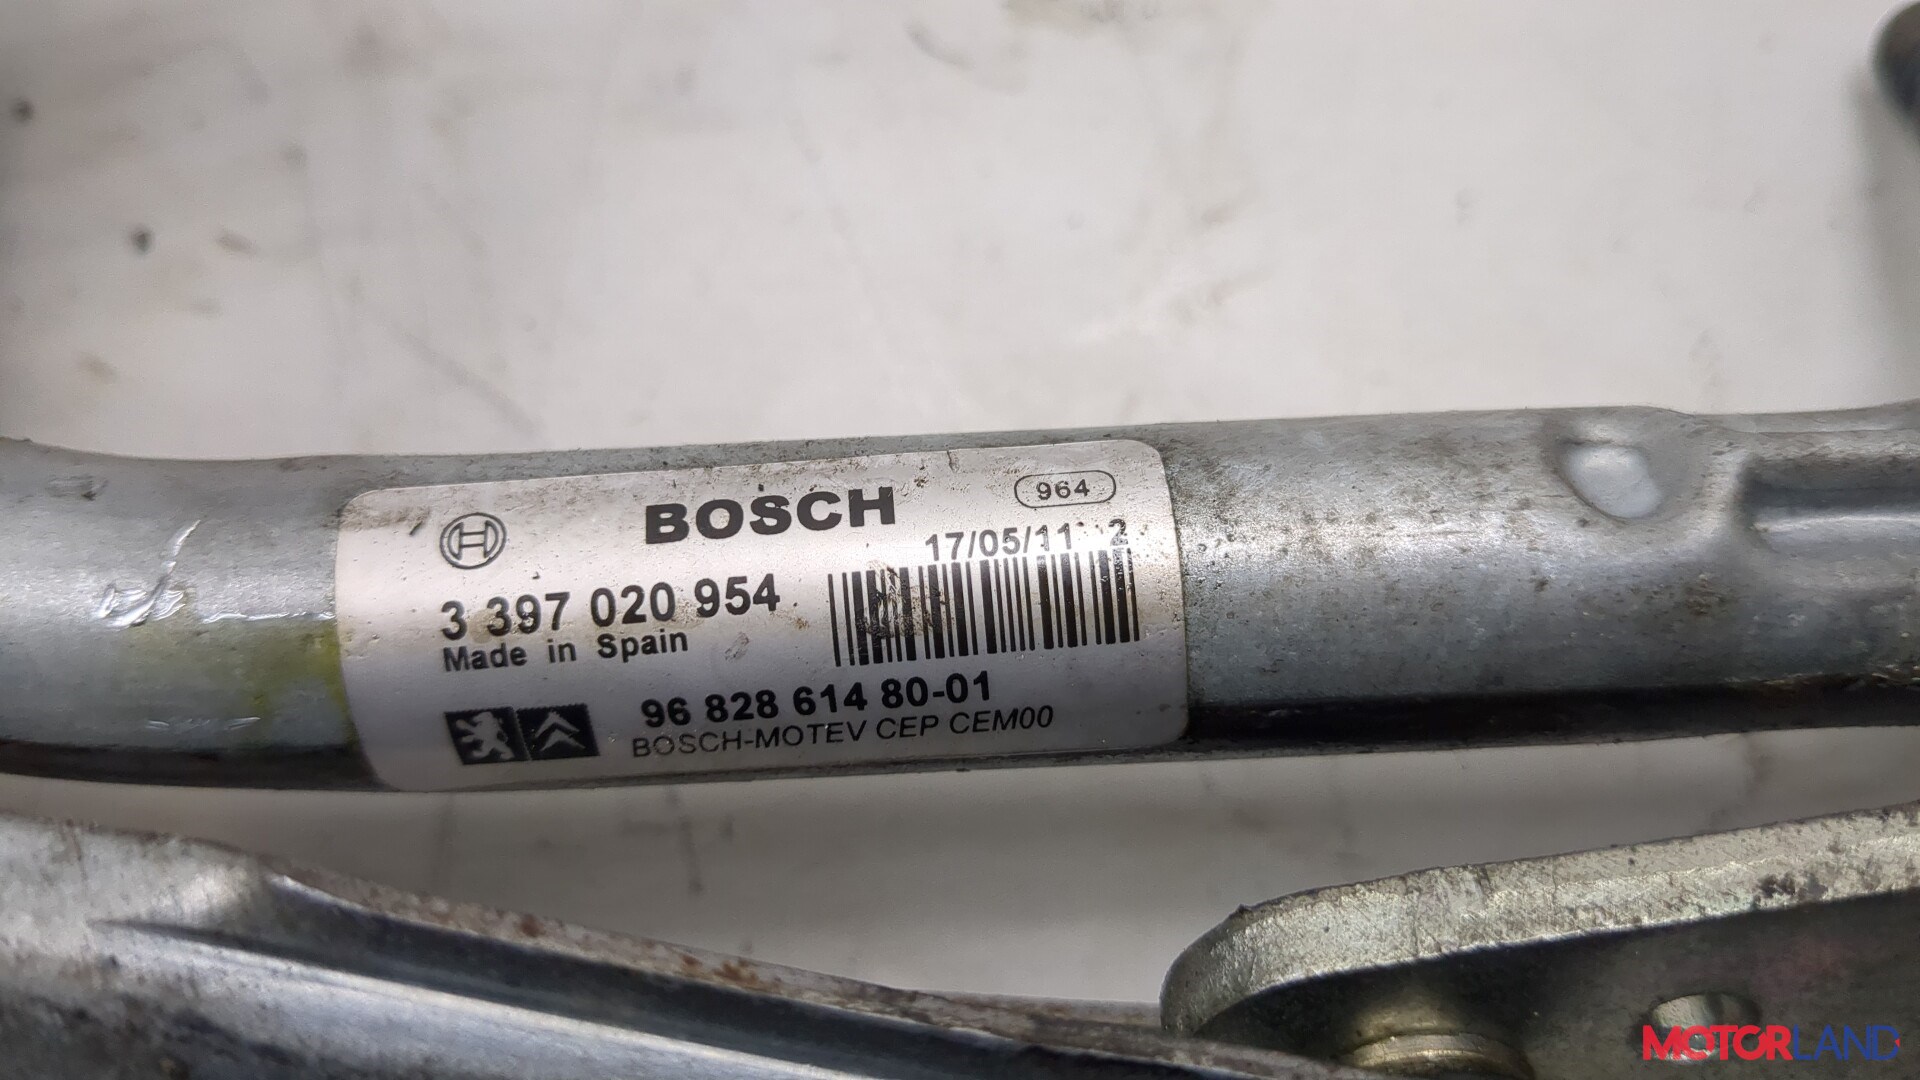 BOSCH
964
17/05/11 2
3 397 020 954
Made in Spain
96 828 614 80-01
BOSCH-MOTEV CEP CEM00
MOTORLAND